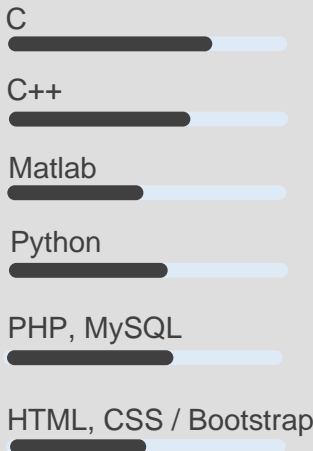 C
C++
Matlab
Python
PHP, MySQL
HTML, CSS / Bootstrap